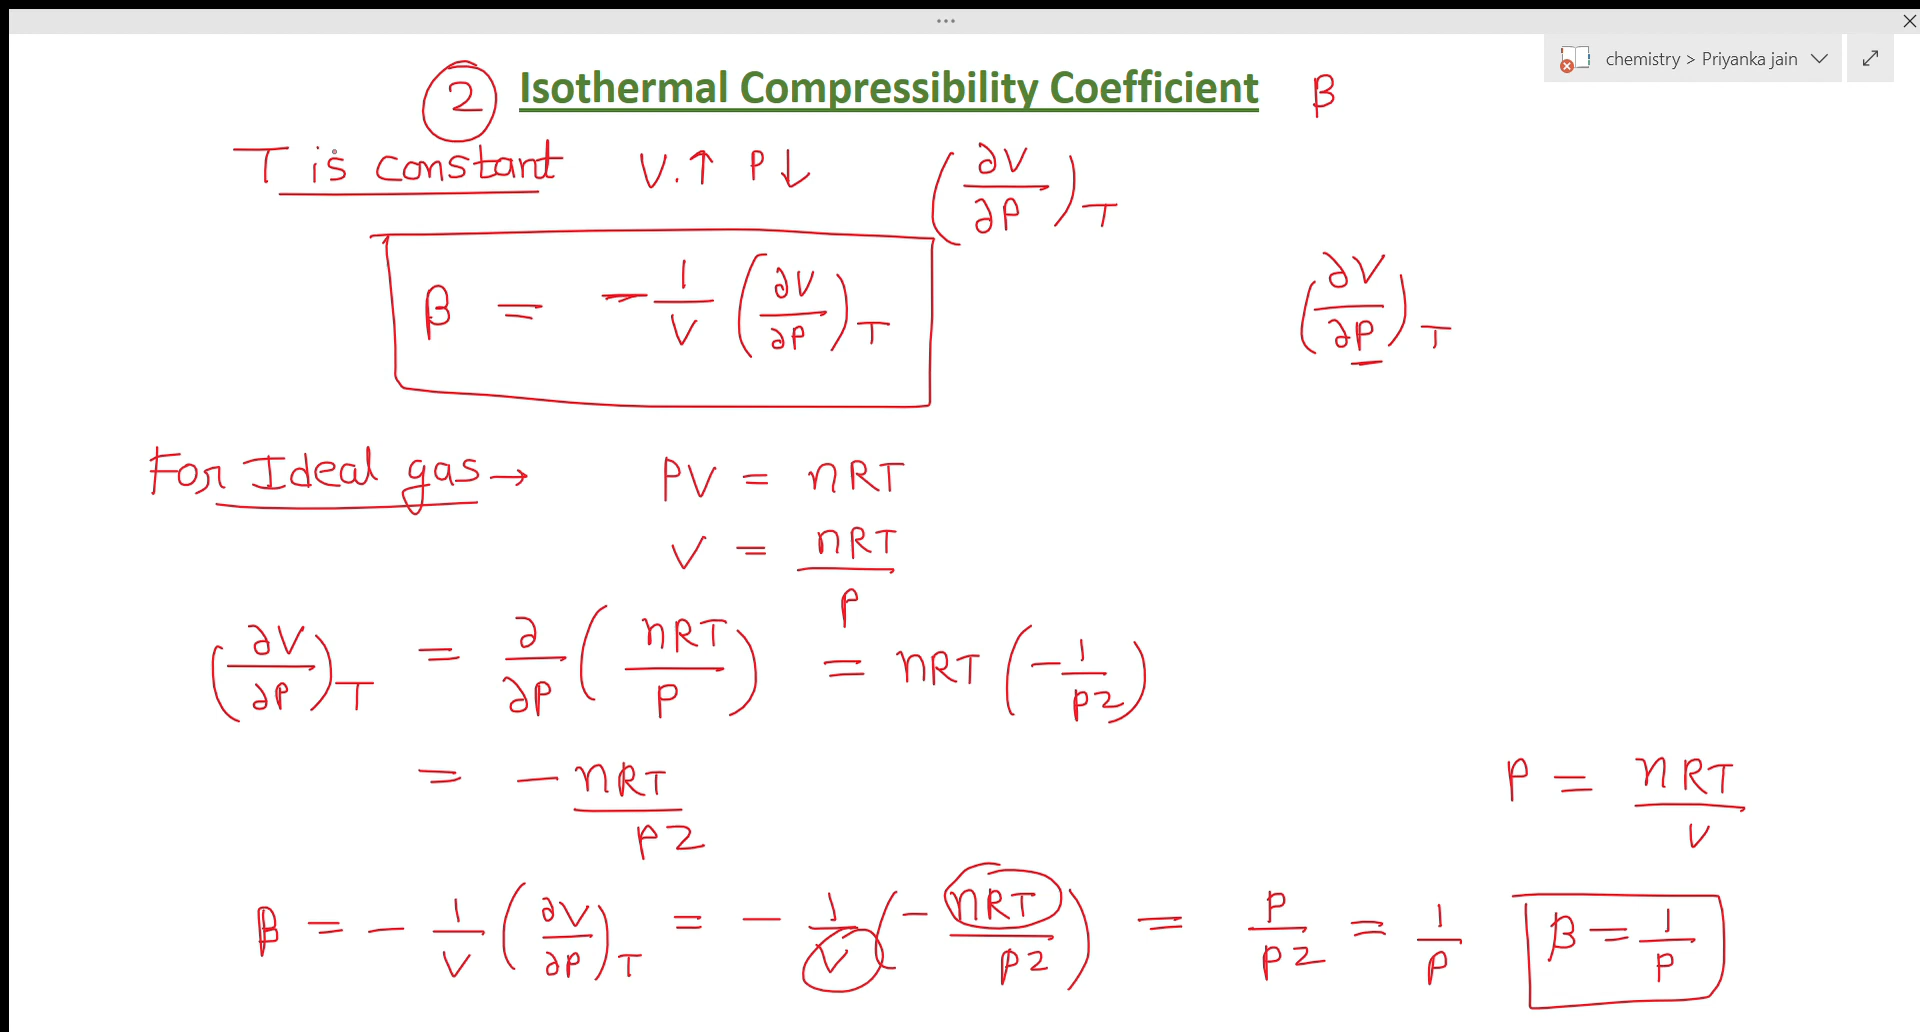 chemistry > Priyanka jain
② Isothermal Compressibility Coefficient β
T is constant V.↑ P↓ (∂V/∂P)T
β = -1/V (∂V/∂P)T (∂V/∂P)T
For Ideal gas → PV = nRT
V = nRT/P
(∂V/∂P)T = ∂/∂P (nRT/P) = nRT (-1/P2)
= -nRT/P2 P = nRT/V
β = -1/V (∂V/∂P)T = -1/V (-nRT/P2) = P/P2 = 1/P β = 1/P